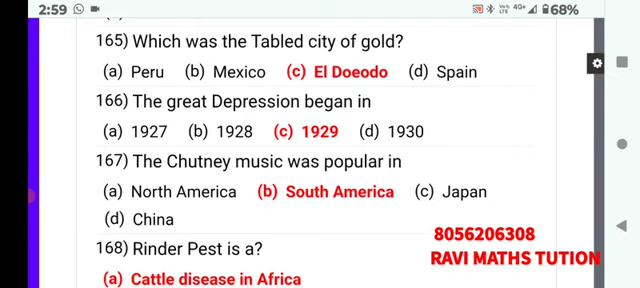 2:59 68%
165) Which was the Tabled city of gold?
(a) Peru (b) Mexico (c) El Doeodo (d) Spain
166) The great Depression began in
(a) 1927 (b) 1928 (c) 1929 (d) 1930
167) The Chutney music was popular in
(a) North America (b) South America (c) Japan
(d) China
8056206308
168) Rinder Pest is a?
RAVI MATHS TUTION
(a) Cattle disease in Africa